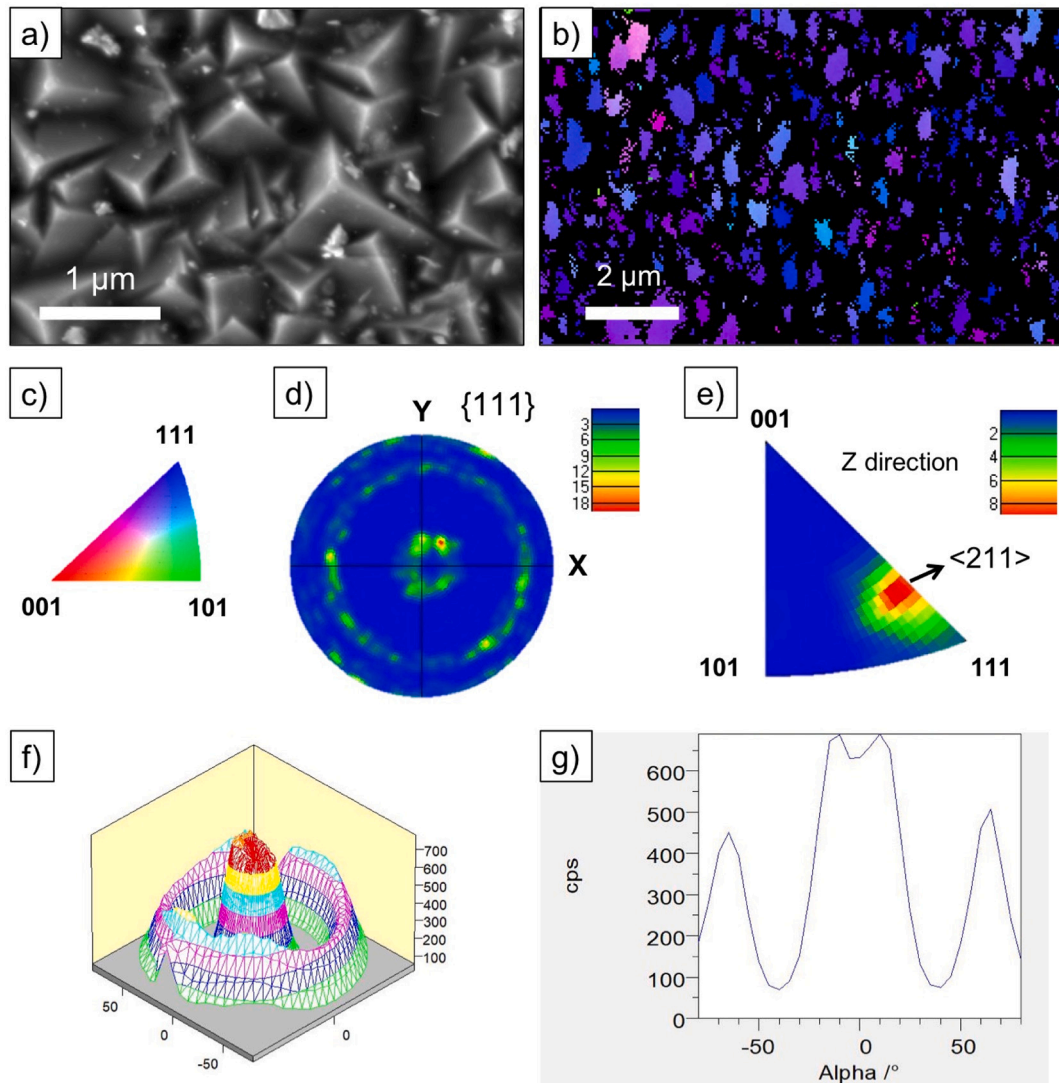 a)
1 µm
b)
2 µm
c)
111
001
101
d)
Y
{111}
X
3
6
9
12
15
18
e)
001
Z direction
2
4
6
8
<211>
101
111
f)
700
600
500
400
300
200
100
50
0
-50
0
g)
cps
600
500
400
300
200
100
0
-50
0
50
Alpha /°